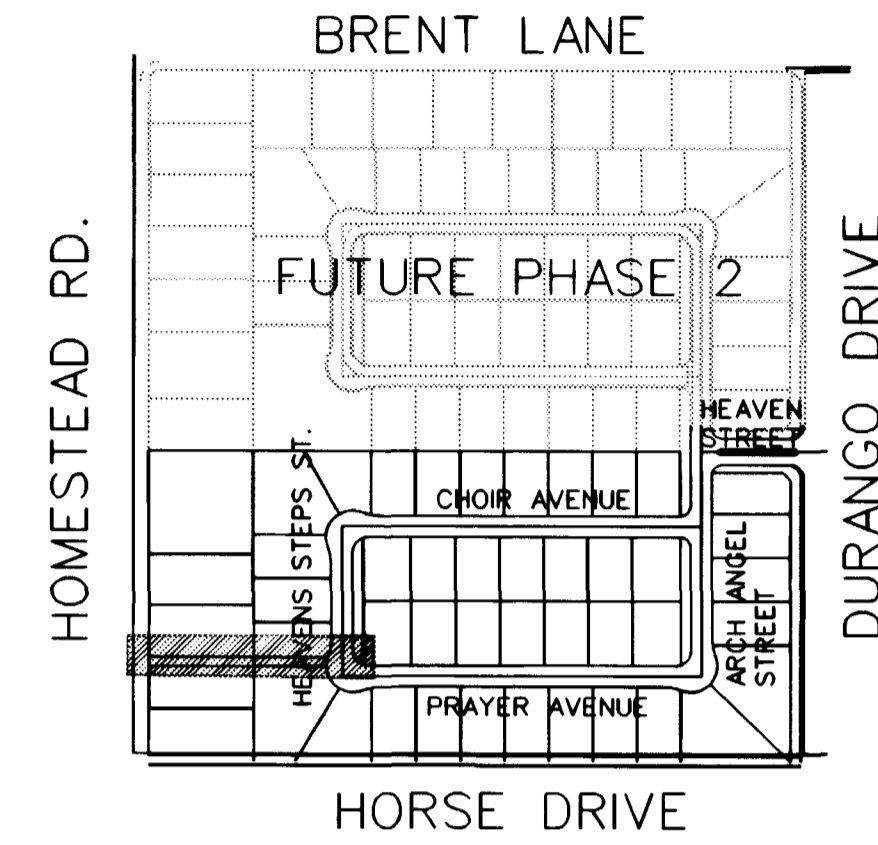 BRENT LANE
HOMESTEAD RD.
FUTURE PHASE 2
DURANGO DRIVE
HEAVEN
STREET
CHOIR AVENUE
HEAVENS STEPS ST.
ARCH ANGEL
STREET
PRAYER AVENUE
HORSE DRIVE